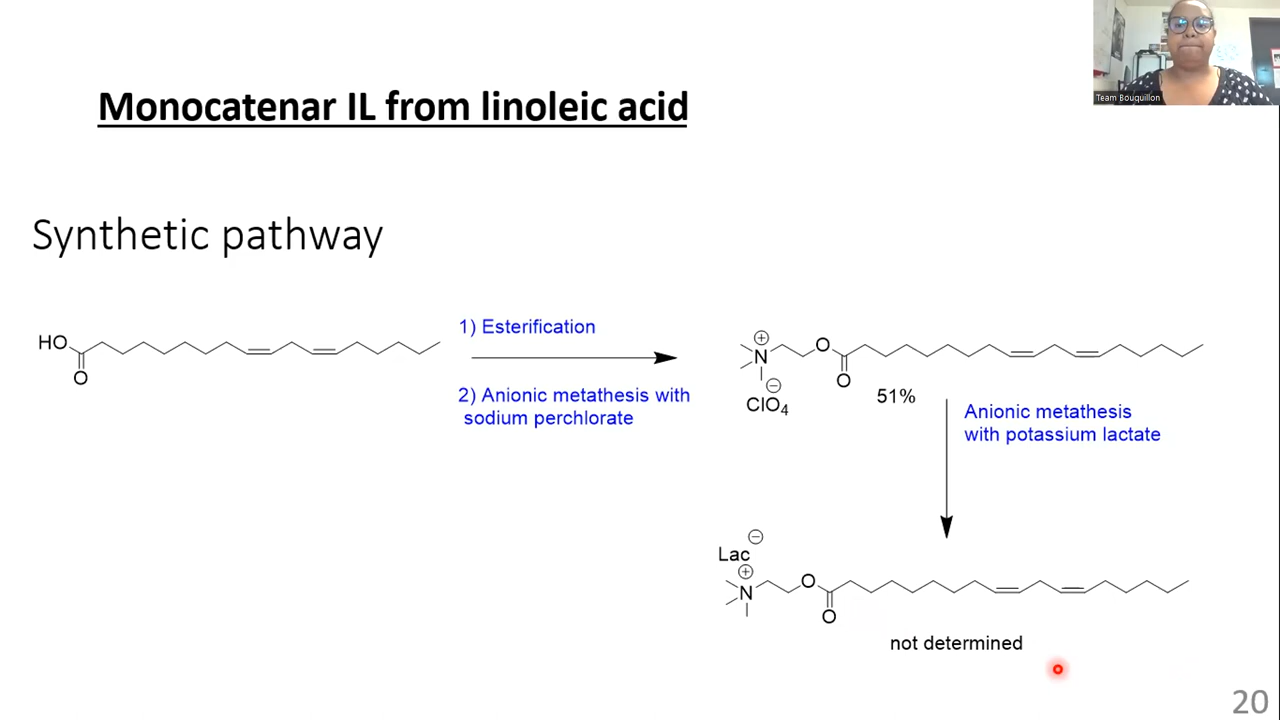 Team Bouquillon
Monocatenar IL from linoleic acid
Synthetic pathway
HO
O
1) Esterification
2) Anionic metathesis with
sodium perchlorate
+
N
O
O
−
ClO4
51%
Anionic metathesis
with potassium lactate
−
Lac
+
N
O
O
not determined
20